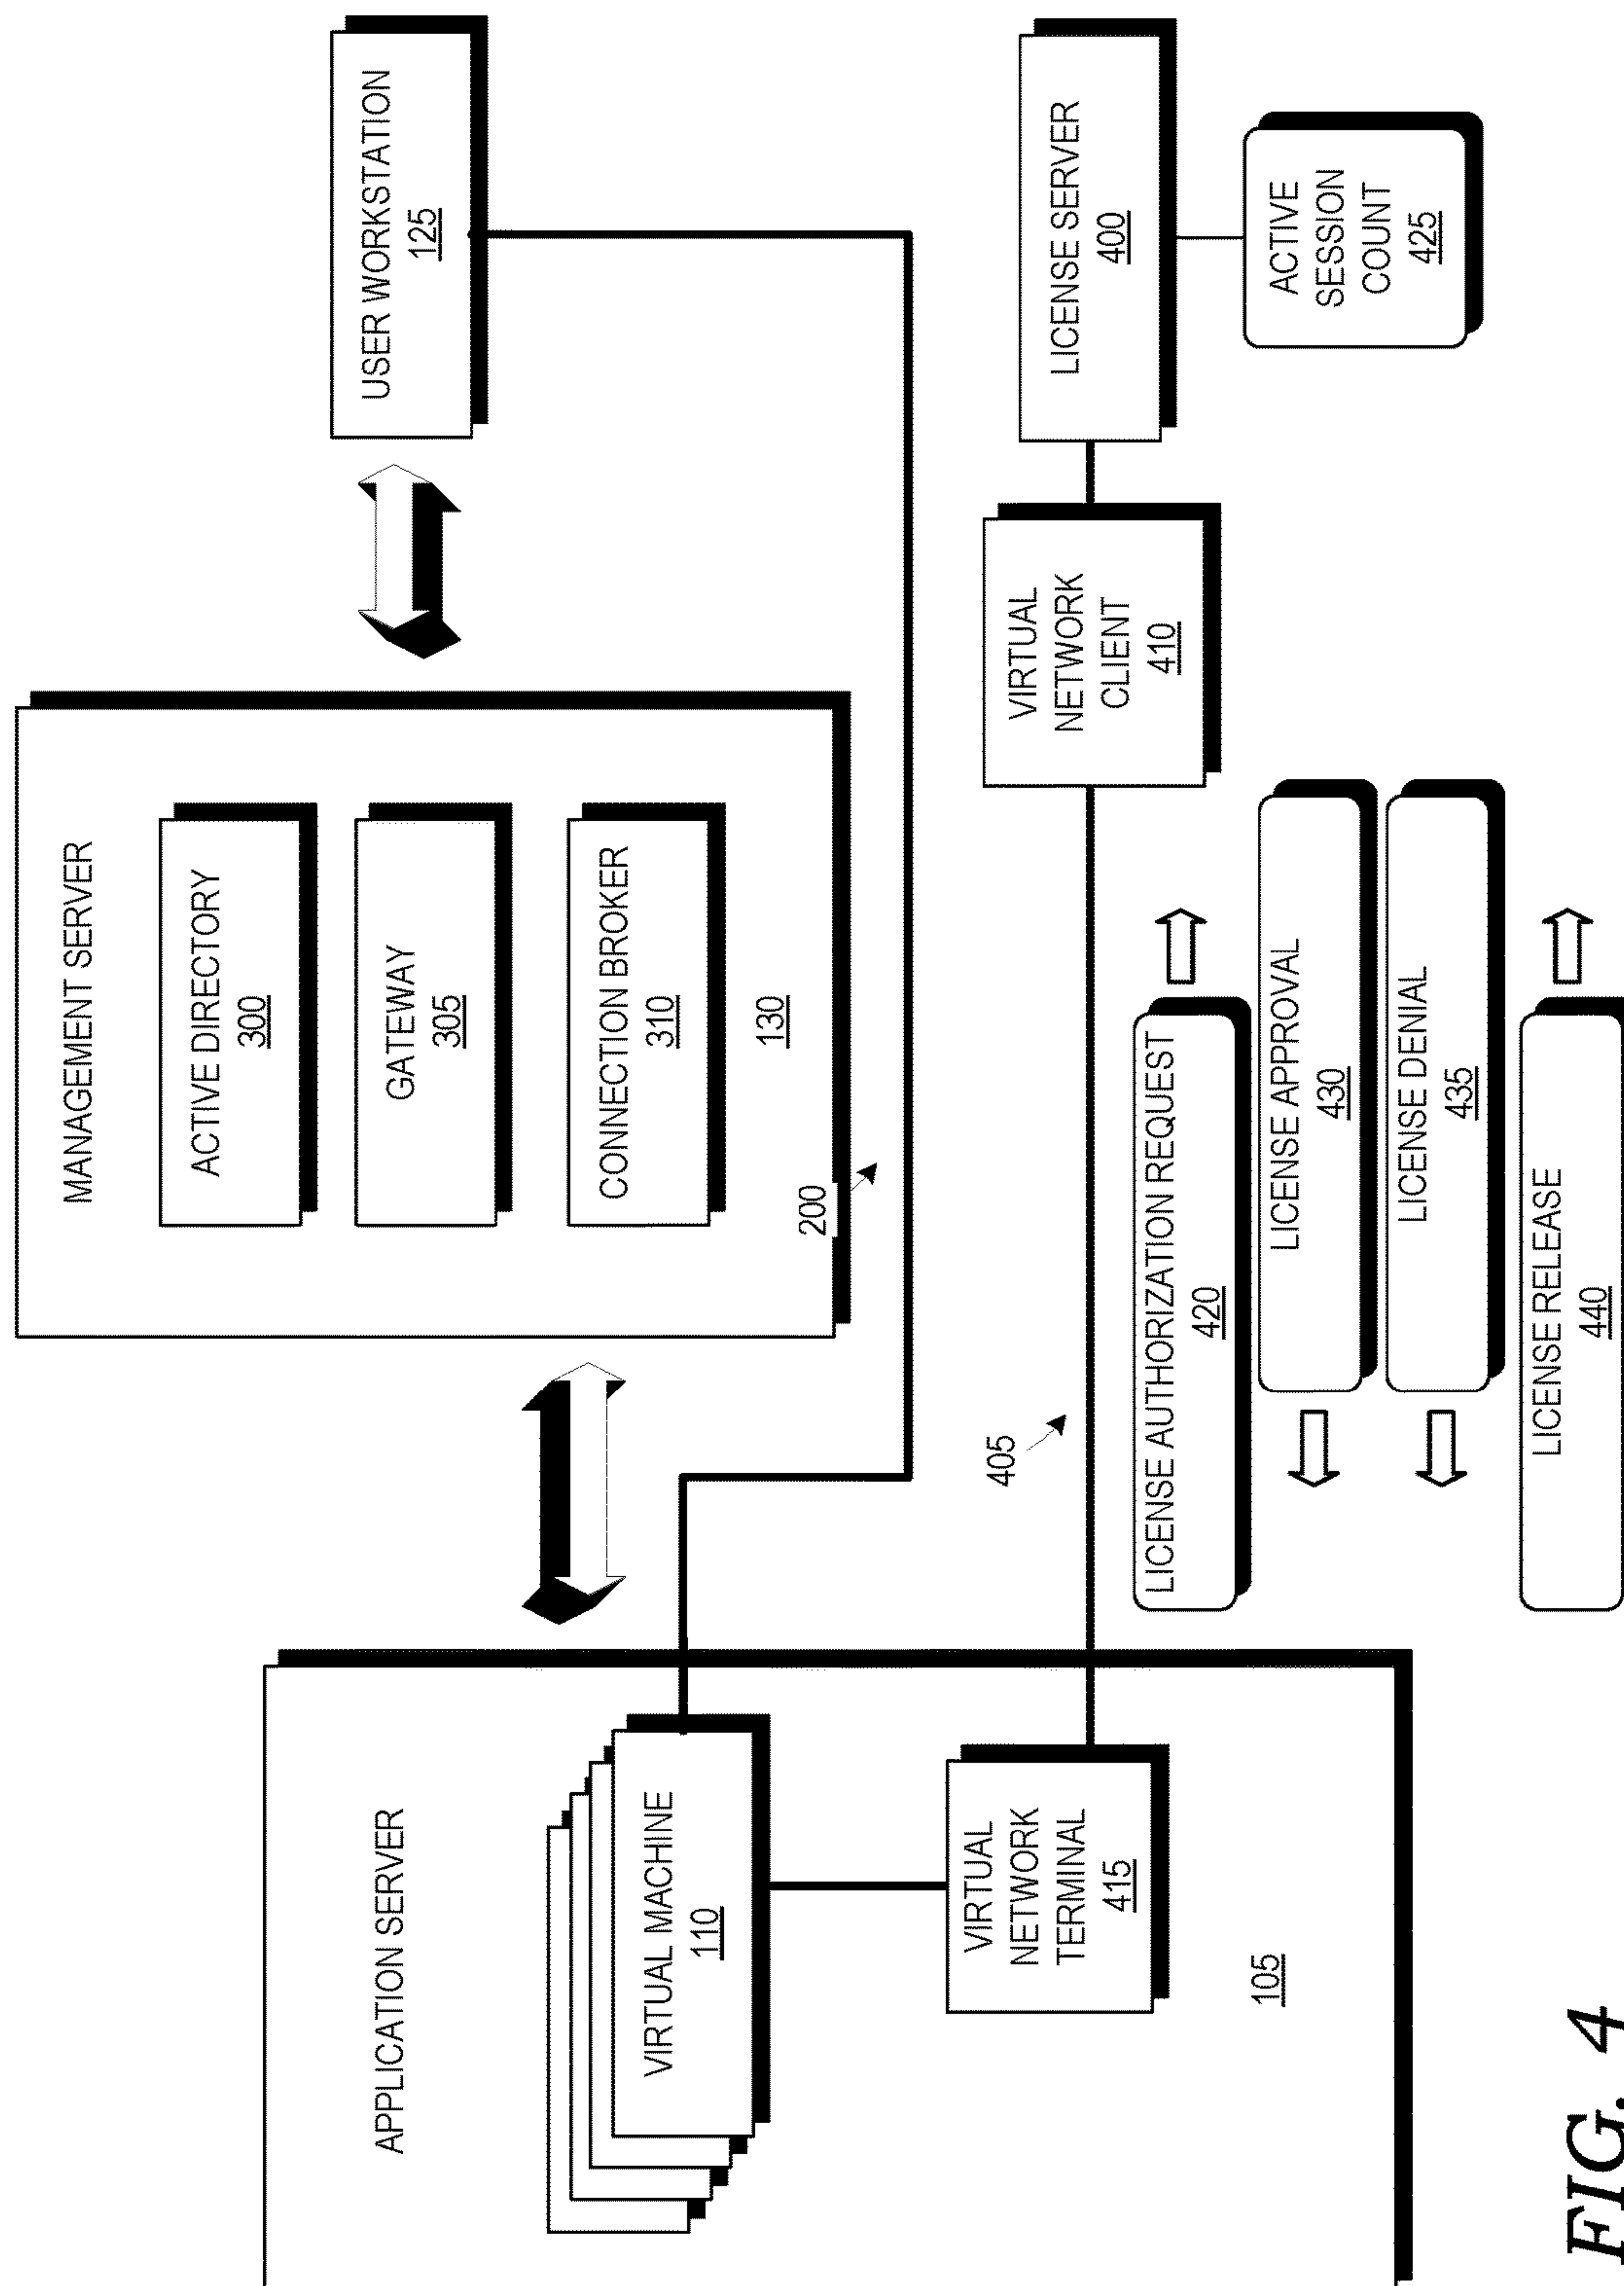 APPLICATION SERVER
VIRTUAL MACHINE
110
VIRTUAL
NETWORK
TERMINAL
415
105
MANAGEMENT SERVER
ACTIVE DIRECTORY
300
GATEWAY
305
CONNECTION BROKER
310
130
200
USER WORKSTATION
125
405
VIRTUAL
NETWORK
CLIENT
410
LICENSE SERVER
400
ACTIVE
SESSION
COUNT
425
LICENSE AUTHORIZATION REQUEST
420
LICENSE APPROVAL
430
LICENSE DENIAL
435
LICENSE RELEASE
440
FIG. 4